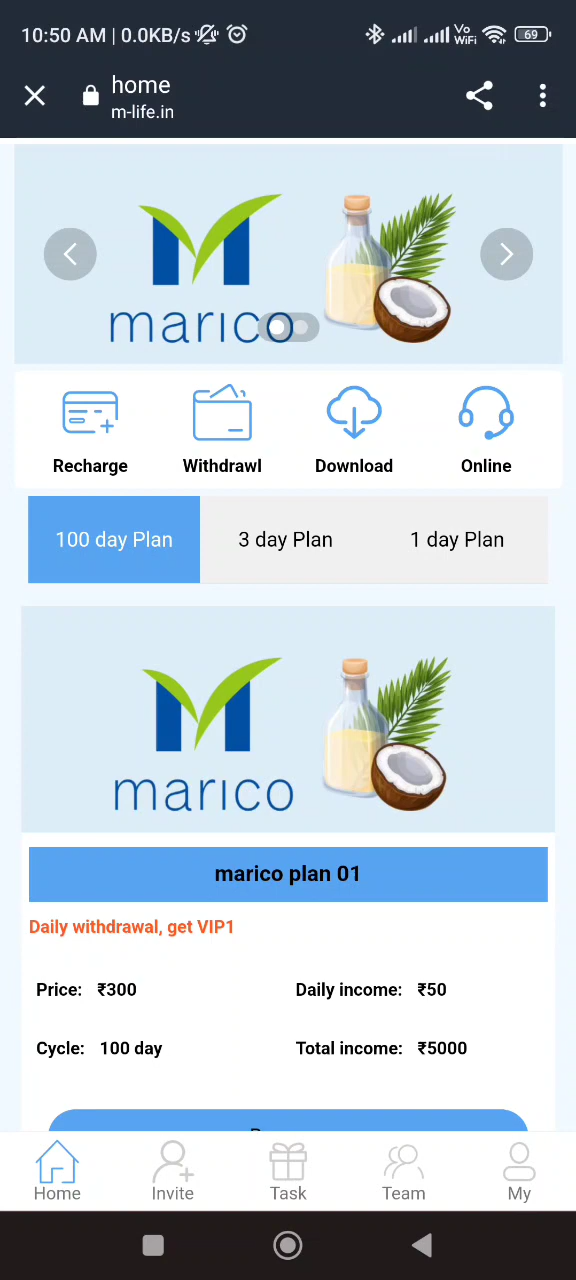 10:50 AM | 0.0KB/s
Vo WiFi 69
home
m-life.in
marico
Recharge Withdrawl Download Online
100 day Plan 3 day Plan 1 day Plan
marico
marico plan 01
Daily withdrawal, get VIP1
Price: ₹300 Daily income: ₹50
Cycle: 100 day Total income: ₹5000
Home Invite Task Team My